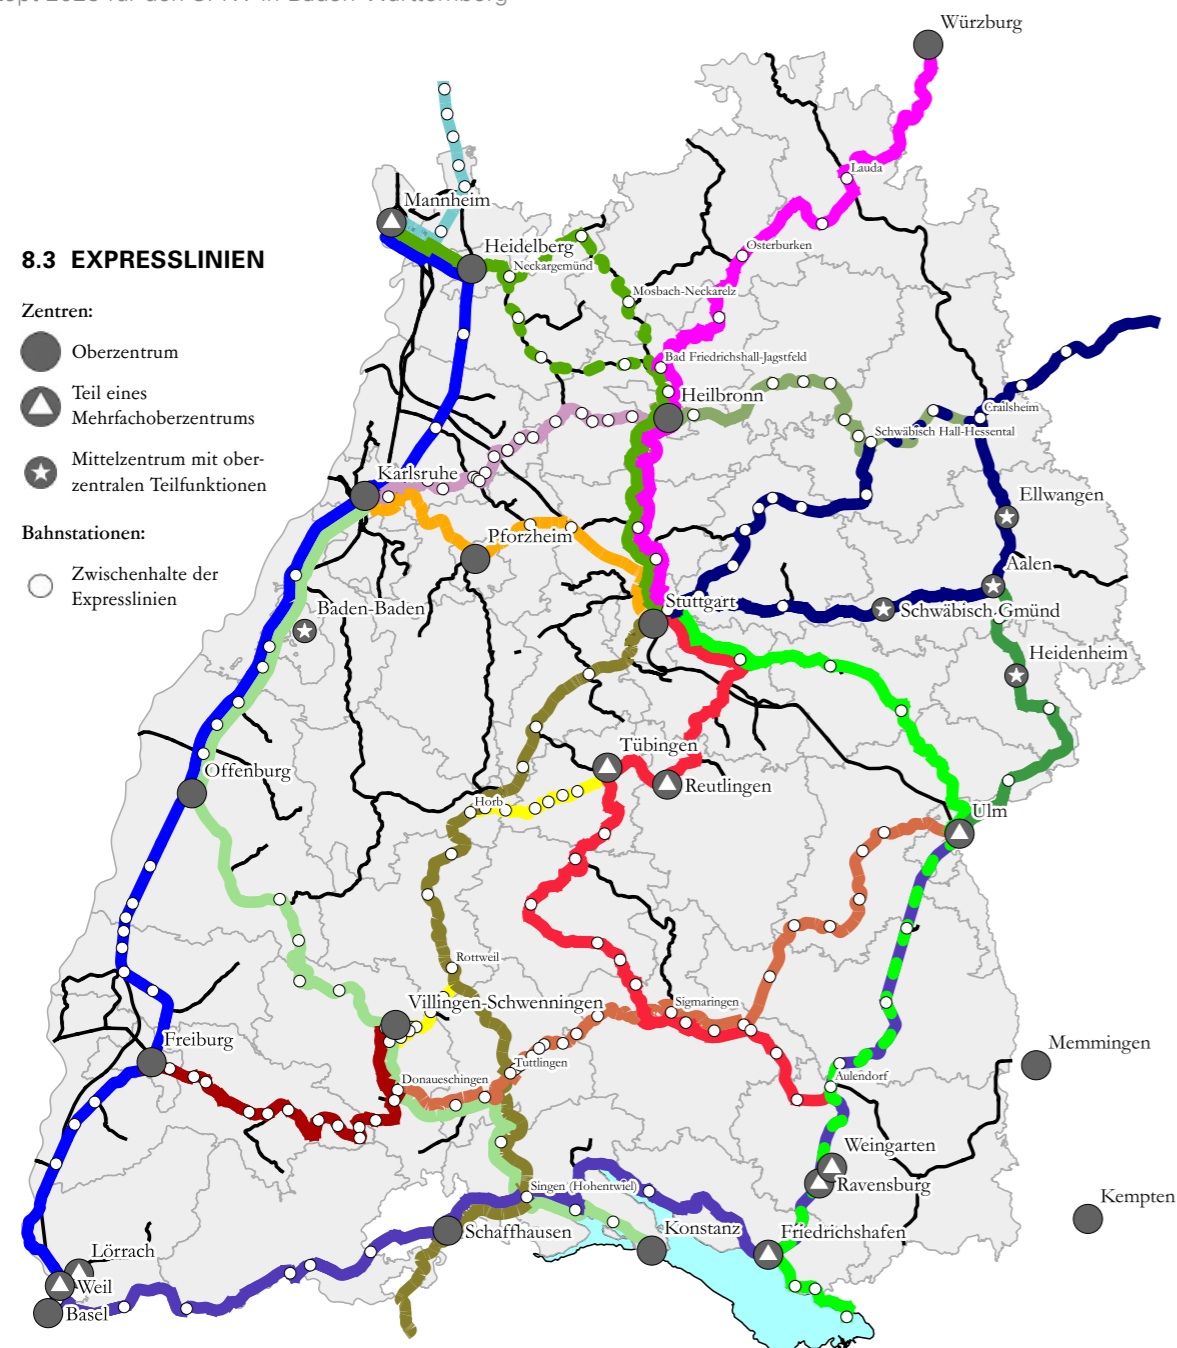 8.3 EXPRESSLINIEN
Zentren:
Oberzentrum
Teil eines
Mehrfachoberzentrums
Mittelzentrum mit ober-
zentralen Teilfunktionen
Bahnstationen:
Zwischenhalte der
Expresslinien
Würzburg
Lauda
Mannheim
Heidelberg
Neckargemünd
Osterburken
Mosbach-Neckarelz
Bad Friedrichshall-Jagstfeld
Heilbronn
Crailsheim
Schwäbisch Hall-Hessental
Karlsruhe
Ellwangen
Pforzheim
Aalen
Baden-Baden
Stuttgart
Schwäbisch Gmünd
Heidenheim
Tübingen
Offenburg
Reutlingen
Horb
Ulm
Rottweil
Villingen-Schwenningen
Sigmaringen
Freiburg
Memmingen
Tuttlingen
Donaueschingen
Aulendorf
Weingarten
Ravensburg
Singen (Hohentwiel)
Kempten
Schaffhausen
Konstanz
Friedrichshafen
Lörrach
Weil
Basel